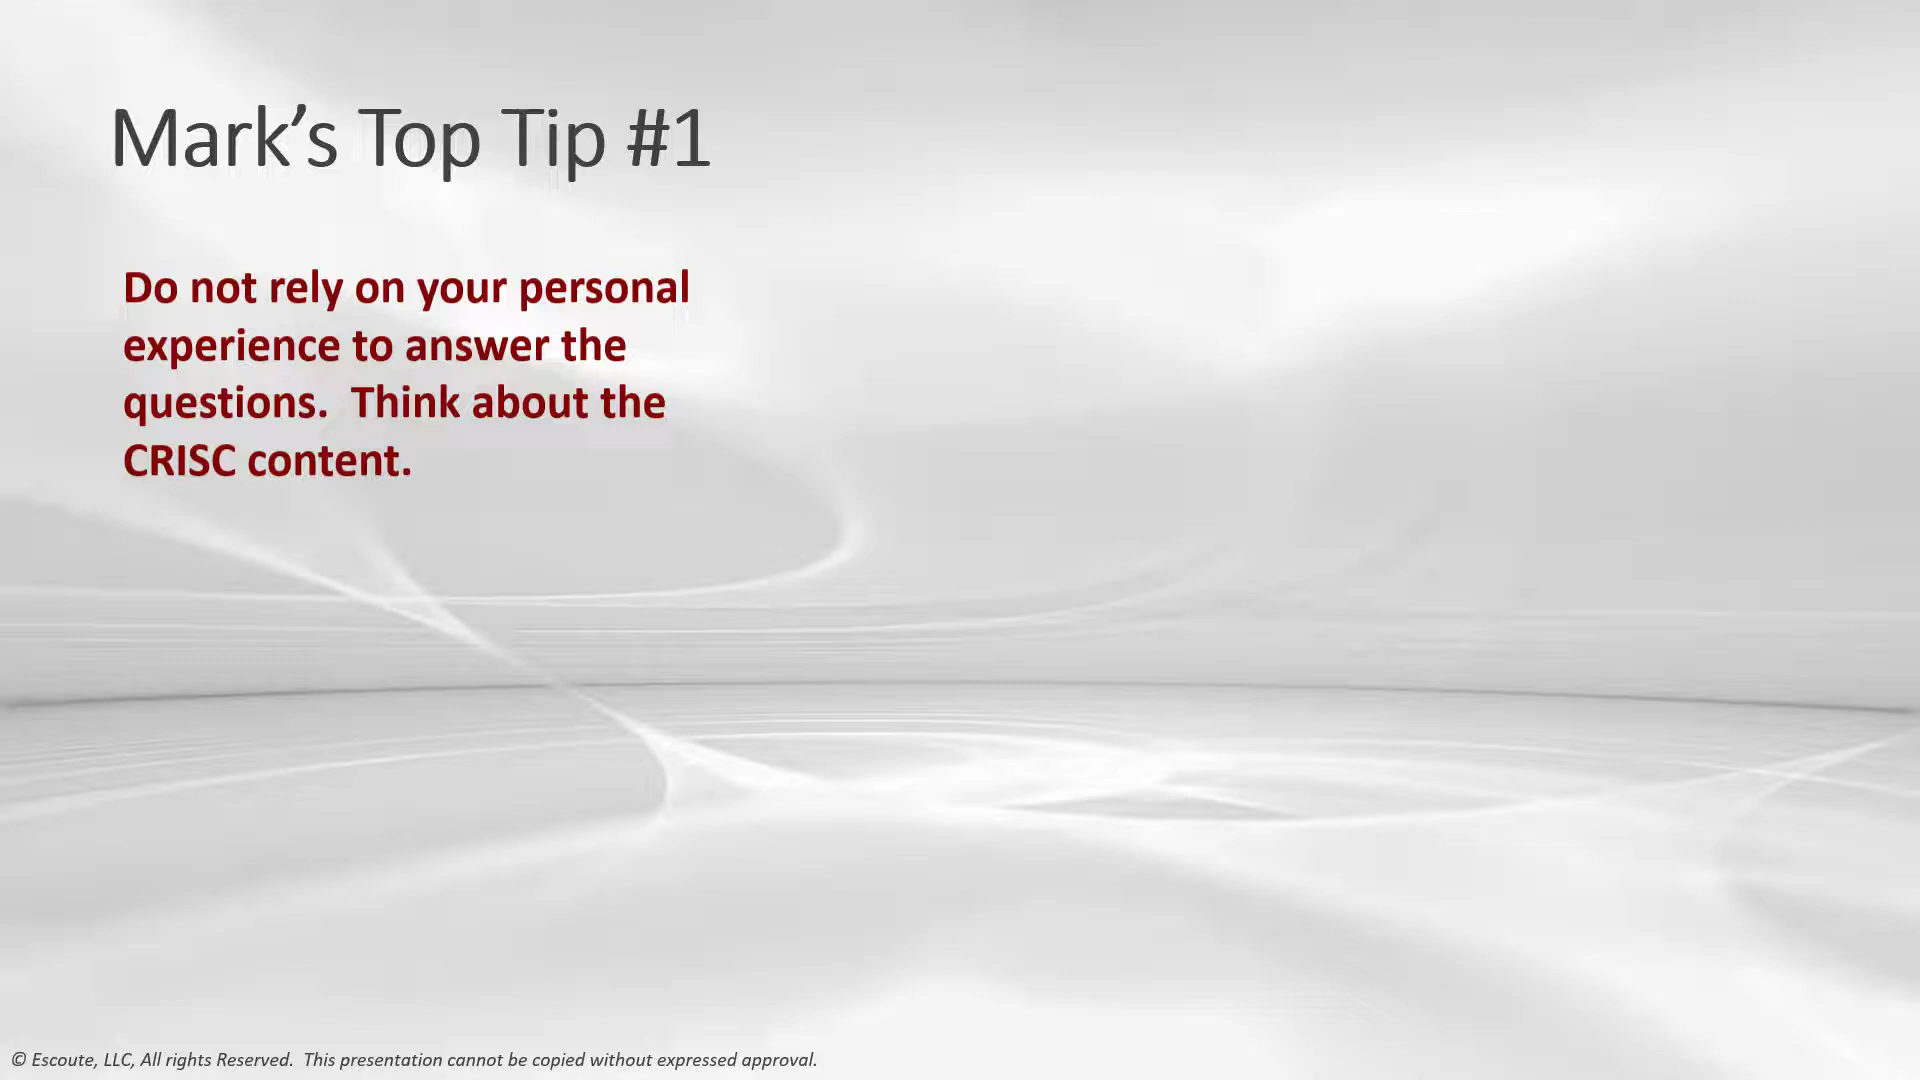 Mark’s Top Tip #1
Do not rely on your personal
experience to answer the
questions.  Think about the
CRISC content.
© Escoute, LLC, All rights Reserved.  This presentation cannot be copied without expressed approval.